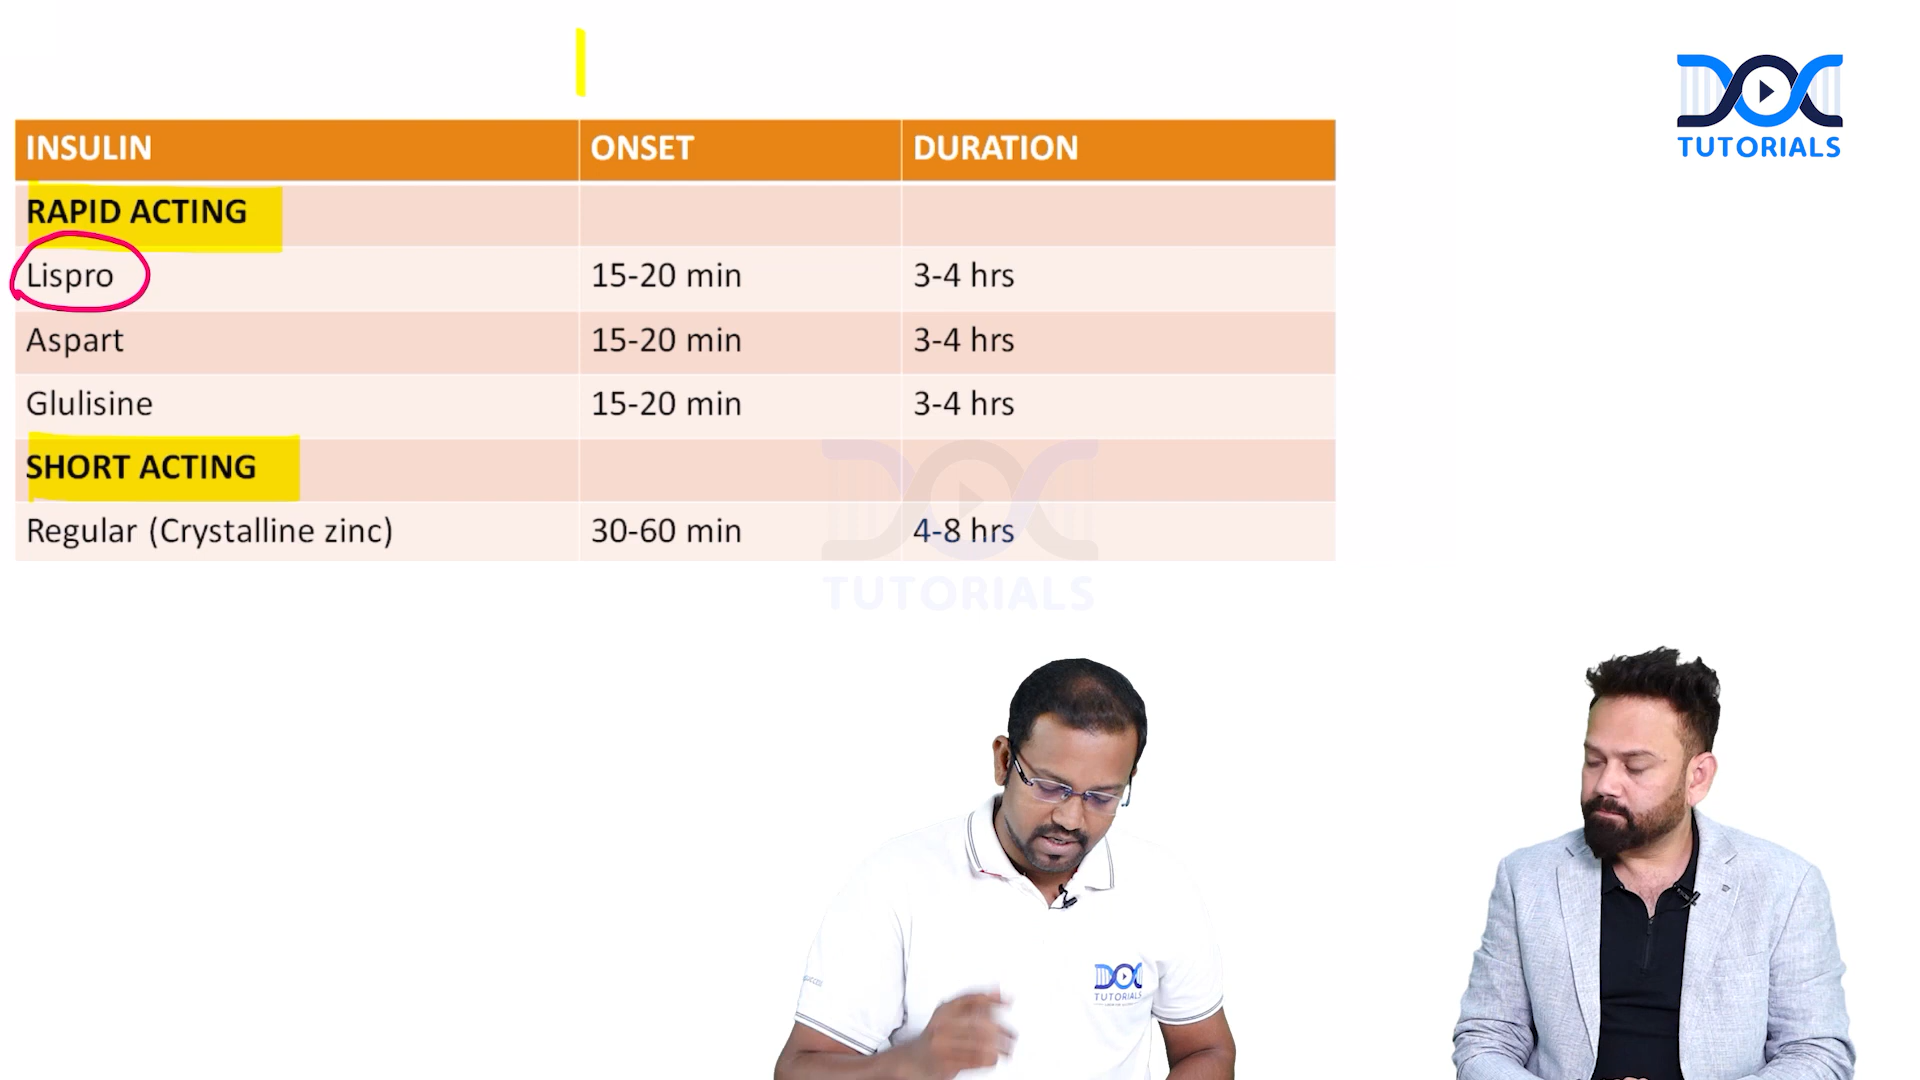 DOC
TUTORIALS
INSULIN ONSET DURATION
RAPID ACTING
Lispro 15-20 min 3-4 hrs
Aspart 15-20 min 3-4 hrs
Glulisine 15-20 min 3-4 hrs
SHORT ACTING
Regular (Crystalline zinc) 30-60 min 4-8 hrs
DOC
TUTORIALS
DOC
TUTORIALS